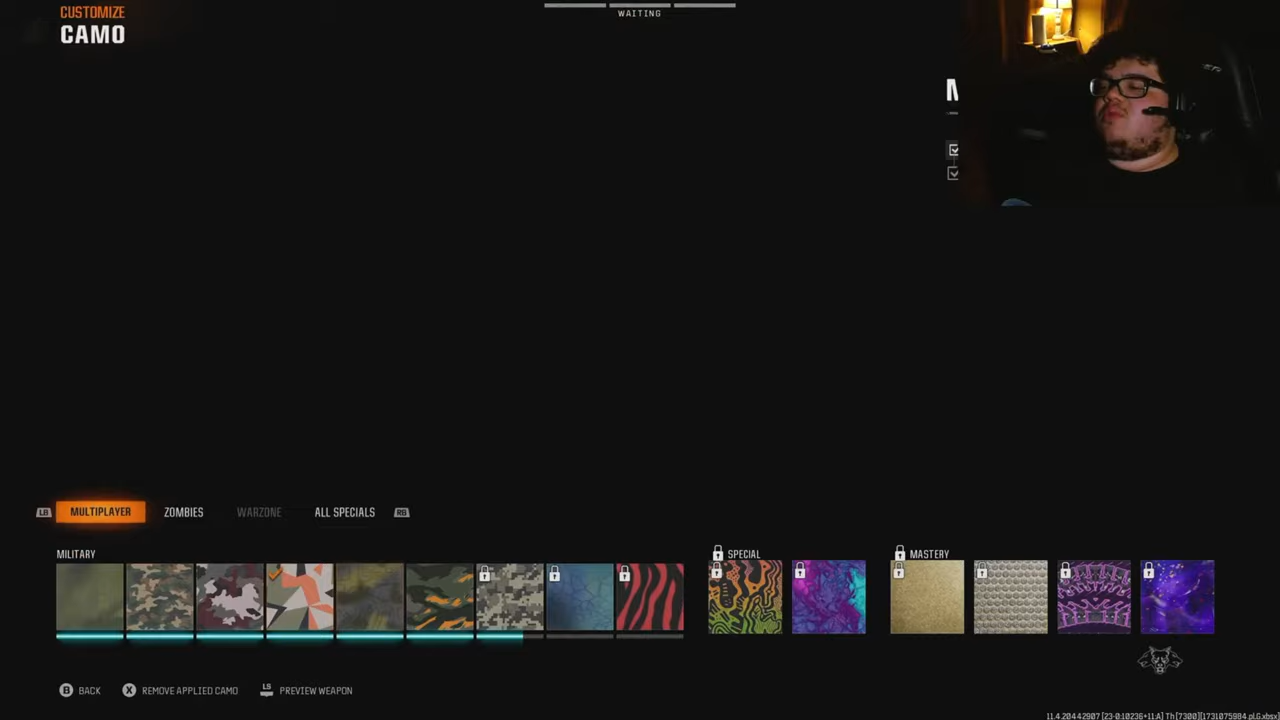 CUSTOMIZE
CAMO
WAITING
M
LB MULTIPLAYER ZOMBIES WARZONE ALL SPECIALS RB
MILITARY SPECIAL MASTERY
B BACK X REMOVE APPLIED CAMO LS PREVIEW WEAPON